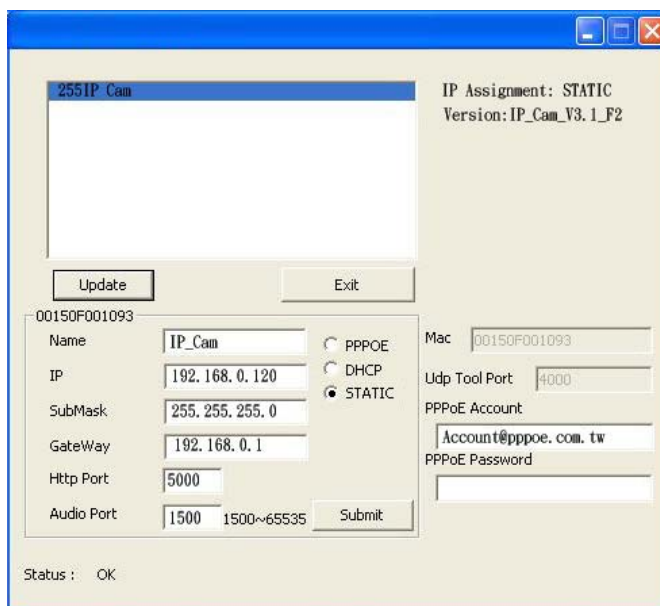 255IP Cam
IP Assignment: STATIC
Version:IP_Cam_V3.1_F2
Update
Exit
00150F001093
Name IP_Cam
IP 192.168.0.120
SubMask 255.255.255.0
GateWay 192.168.0.1
Http Port 5000
Audio Port 1500 1500~65535
PPPOE
DHCP
STATIC
Submit
Mac 00150F001093
Udp Tool Port 4000
PPPoE Account
Account@pppoe.com.tw
PPPoE Password
Status : OK